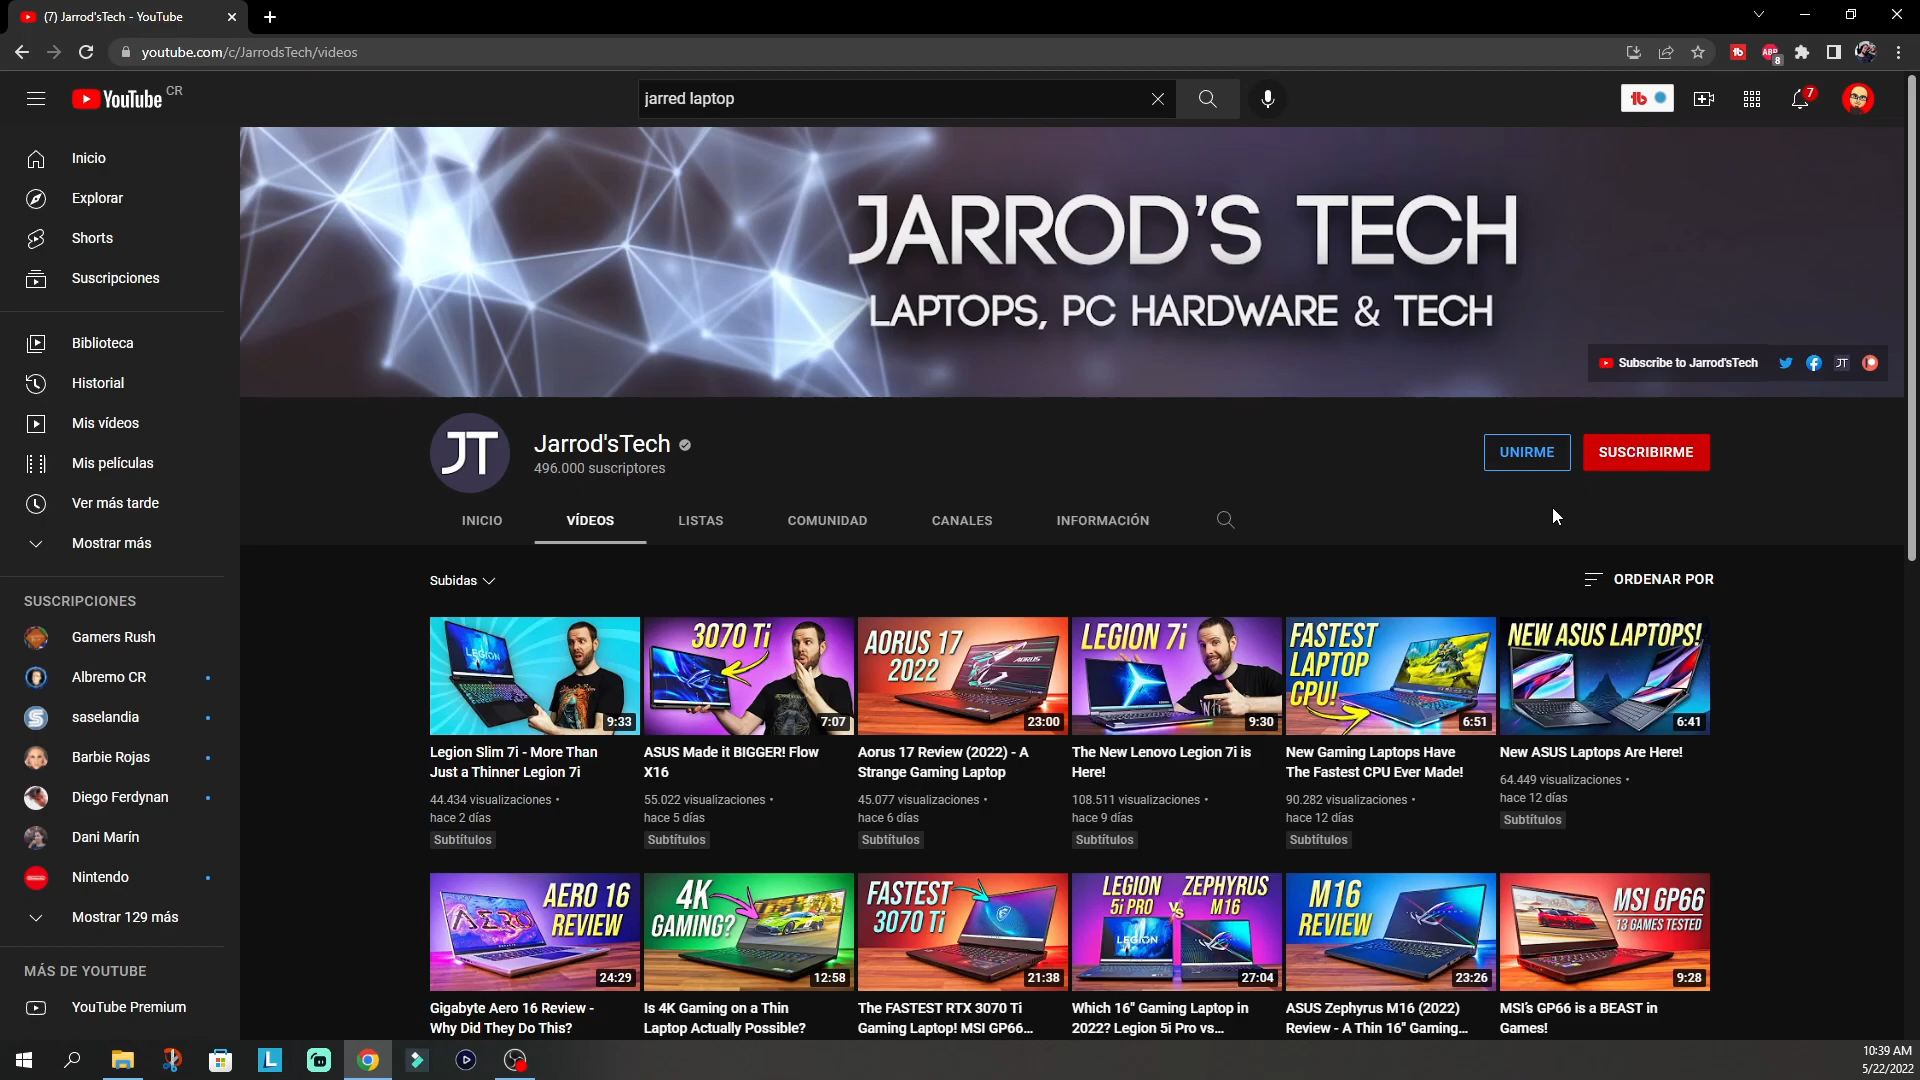 (7) Jarrod'sTech - YouTube
youtube.com/c/JarrodsTech/videos
ABP
8
YouTube CR
jarred laptop
7
Inicio
Explorar
Shorts
Suscripciones
Biblioteca
Historial
Mis vídeos
Mis películas
Ver más tarde
Mostrar más
SUSCRIPCIONES
Gamers Rush
Albremo CR
saselandia
Barbie Rojas
Diego Ferdynan
Dani Marín
Nintendo
Mostrar 129 más
MÁS DE YOUTUBE
YouTube Premium
JARROD'S TECH
LAPTOPS, PC HARDWARE & TECH
Subscribe to Jarrod'sTech
JT
JT
Jarrod'sTech
496.000 suscriptores
UNIRME
SUSCRIBIRME
INICIO
VÍDEOS
LISTAS
COMUNIDAD
CANALES
INFORMACIÓN
Subidas
ORDENAR POR
LEGION
9:33
Legion Slim 7i - More Than
Just a Thinner Legion 7i
44.434 visualizaciones •
hace 2 días
Subtítulos
3070 Ti
7:07
ASUS Made it BIGGER! Flow
X16
55.022 visualizaciones •
hace 5 días
Subtítulos
AORUS 17
2022
AORUS
23:00
Aorus 17 Review (2022) - A
Strange Gaming Laptop
45.077 visualizaciones •
hace 6 días
Subtítulos
LEGION 7i
9:30
The New Lenovo Legion 7i is
Here!
108.511 visualizaciones •
hace 9 días
Subtítulos
FASTEST
LAPTOP
CPU!
6:51
New Gaming Laptops Have
The Fastest CPU Ever Made!
90.282 visualizaciones •
hace 12 días
Subtítulos
NEW ASUS LAPTOPS!
6:41
New ASUS Laptops Are Here!
64.449 visualizaciones •
hace 12 días
Subtítulos
AERO 16
REVIEW
AERO
24:29
Gigabyte Aero 16 Review -
Why Did They Do This?
4K
GAMING?
12:58
Is 4K Gaming on a Thin
Laptop Actually Possible?
FASTEST
3070 Ti
21:38
The FASTEST RTX 3070 Ti
Gaming Laptop! MSI GP66...
LEGION
5i PRO
VS
ZEPHYRUS
M16
LEGION
27:04
Which 16" Gaming Laptop in
2022? Legion 5i Pro vs...
M16
REVIEW
23:26
ASUS Zephyrus M16 (2022)
Review - A Thin 16" Gaming...
MSI GP66
13 GAMES TESTED
9:28
MSI's GP66 is a BEAST in
Games!
L
10:39 AM
5/22/2022